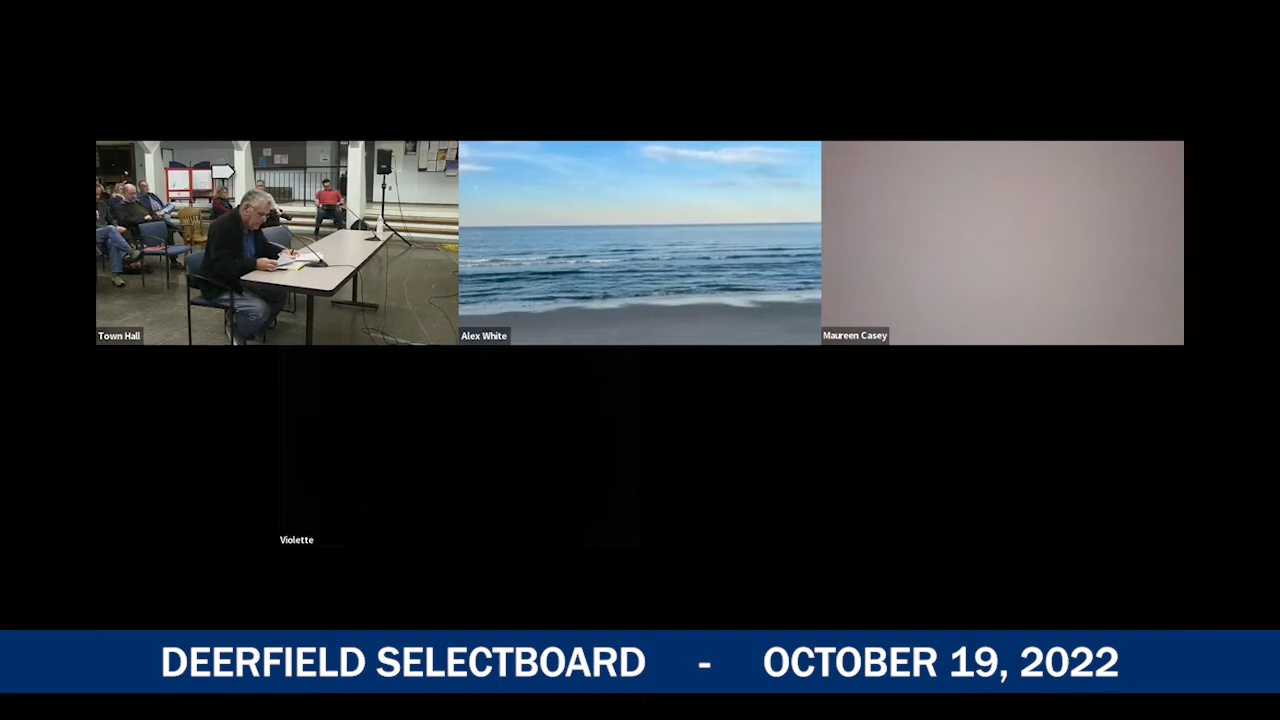 Town Hall
Alex White
Maureen Casey
Violette
DEERFIELD SELECTBOARD - OCTOBER 19, 2022